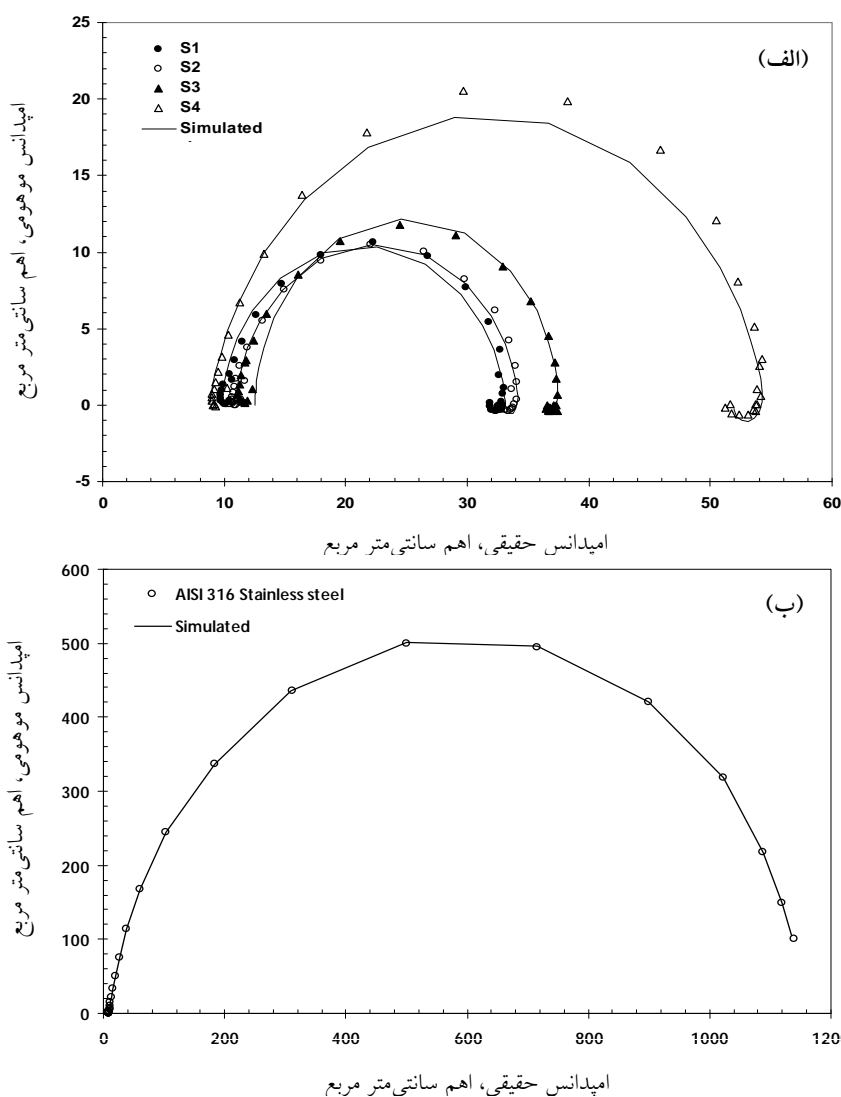 (الف)
S1
S2
S3
S4
Simulated
امپدانس موهومی، اهم سانتی‌متر مربع
25
20
15
10
5
0
-5
0
10
20
30
40
50
60
امپدانس حقیقی، اهم سانتی‌متر مربع
(ب)
AISI 316 Stainless steel
Simulated
امپدانس موهومی، اهم سانتی‌متر مربع
600
500
400
300
200
100
0
0
200
400
600
800
1000
120
امپدانس حقیقی، اهم سانتی‌متر مربع